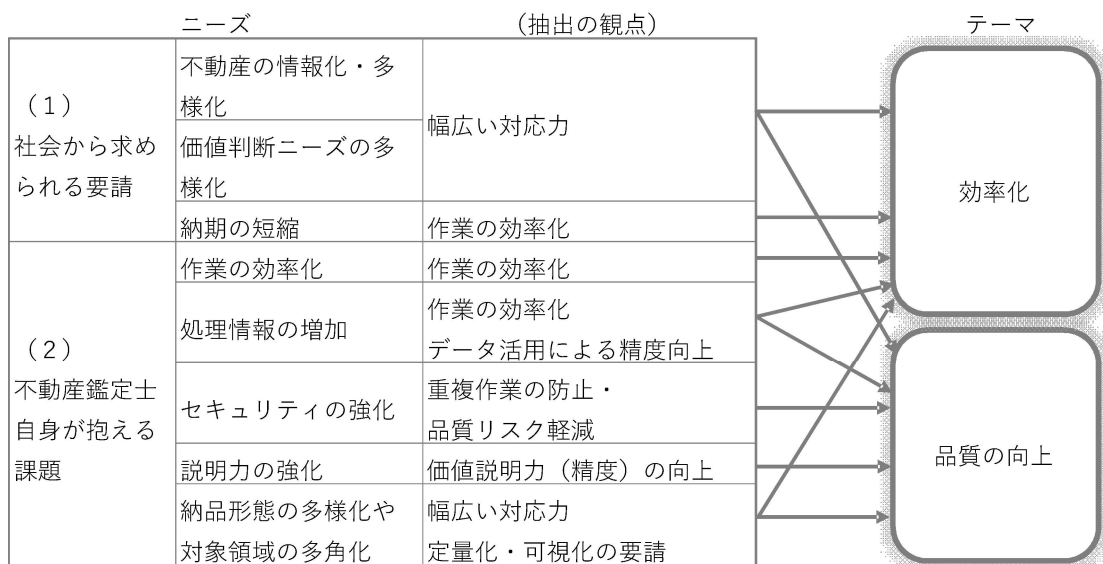 ニーズ (抽出の観点) テーマ
(1)
社会から求め
られる要請
不動産の情報化・多
様化
価値判断ニーズの多
様化
幅広い対応力
納期の短縮 作業の効率化
(2)
不動産鑑定士
自身が抱える
課題
作業の効率化 作業の効率化
処理情報の増加
作業の効率化
データ活用による精度向上
セキュリティの強化
重複作業の防止・
品質リスク軽減
説明力の強化 価値説明力（精度）の向上
納品形態の多様化や
対象領域の多角化
幅広い対応力
定量化・可視化の要請
効率化
品質の向上